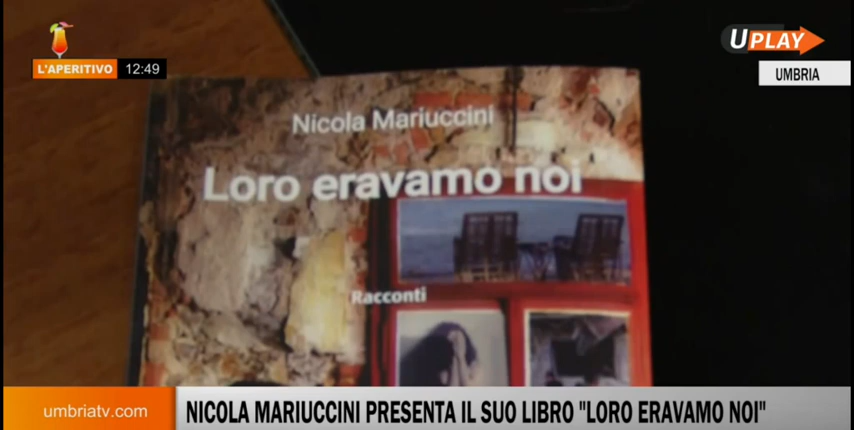 UPLAY
L'APERITIVO 12:49
UMBRIA
Nicola Mariuccini
Loro eravamo noi
Racconti
umbriatv.com
NICOLA MARIUCCINI PRESENTA IL SUO LIBRO "LORO ERAVAMO NOI"